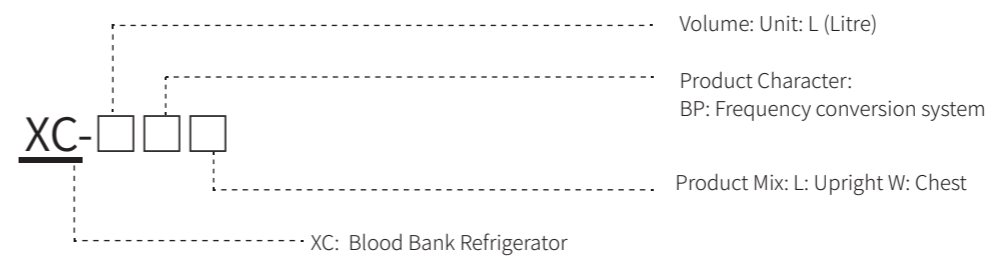 Volume: Unit: L (Litre)
Product Character:
BP: Frequency conversion system
XC-□□□
Product Mix: L: Upright W: Chest
XC: Blood Bank Refrigerator